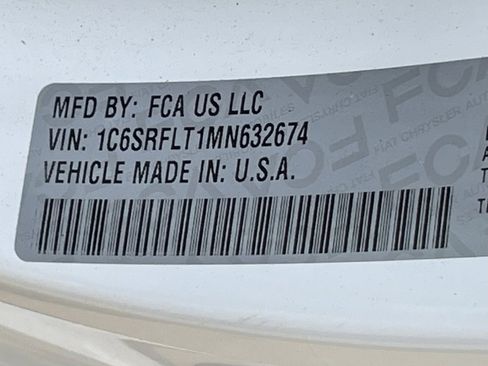 MFD BY: FCA US LLC
VIN: 1C6SRFLT1MN632674
VEHICLE MADE IN: U.S.A.